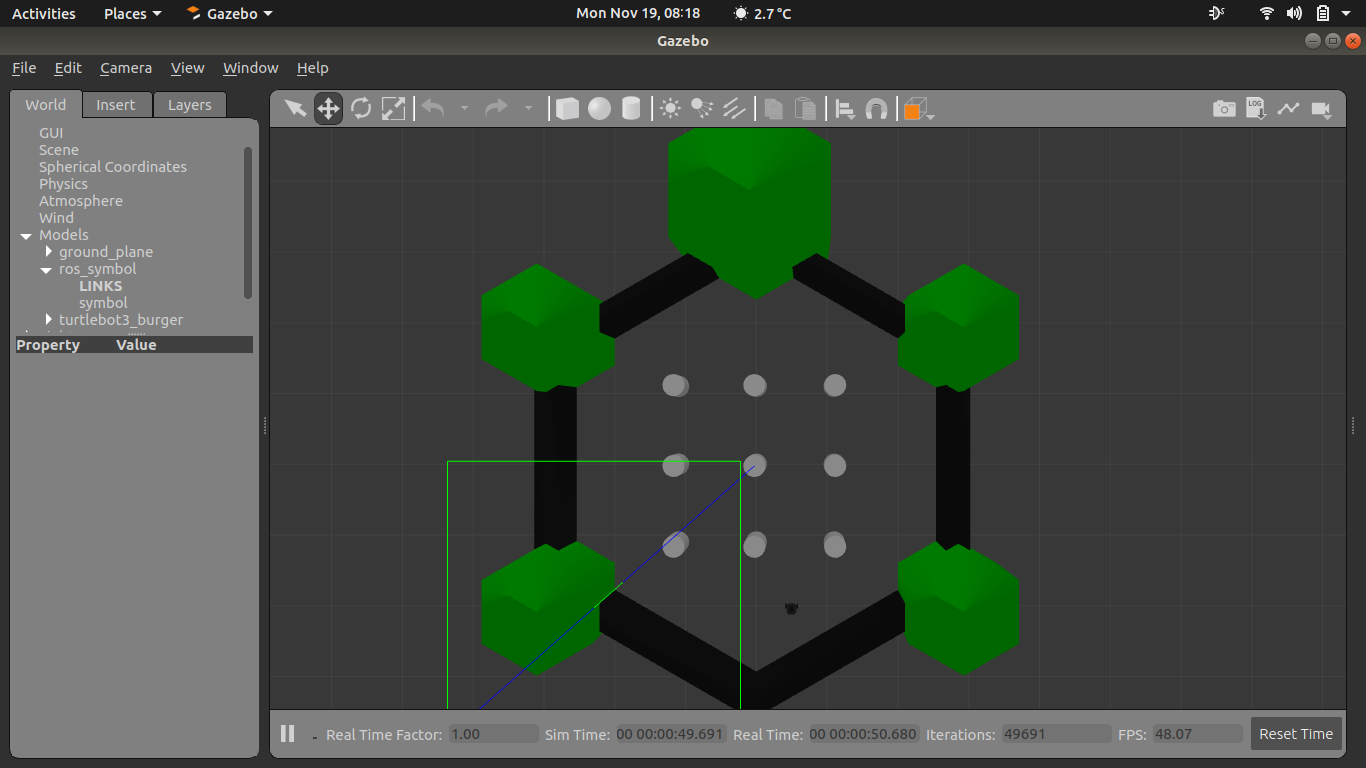 Activities Places Gazebo Mon Nov 19, 08:18 2.7 °C
Gazebo
File Edit Camera View Window Help
World Insert Layers
LOG
GUI
Scene
Spherical Coordinates
Physics
Atmosphere
Wind
Models
ground_plane
ros_symbol
LINKS
symbol
turtlebot3_burger
Property Value
Real Time Factor: 1.00 Sim Time: 00 00:00:49.691 Real Time: 00 00:00:50.680 Iterations: 49691 FPS: 48.07 Reset Time